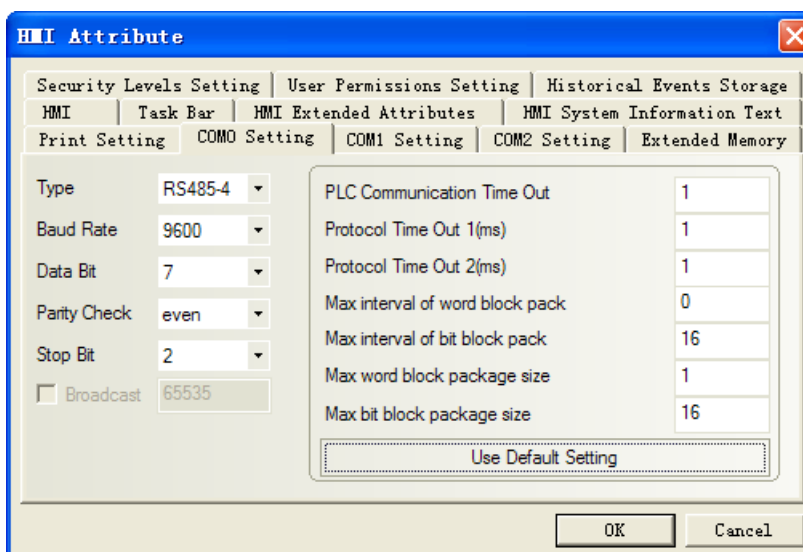 HMI Attribute
Security Levels Setting User Permissions Setting Historical Events Storage
HMI Task Bar HMI Extended Attributes HMI System Information Text
Print Setting COM0 Setting COM1 Setting COM2 Setting Extended Memory
Type RS485-4
Baud Rate 9600
Data Bit 7
Parity Check even
Stop Bit 2
Broadcast 65535
PLC Communication Time Out 1
Protocol Time Out 1(ms) 1
Protocol Time Out 2(ms) 1
Max interval of word block pack 0
Max interval of bit block pack 16
Max word block package size 1
Max bit block package size 16
Use Default Setting
OK Cancel